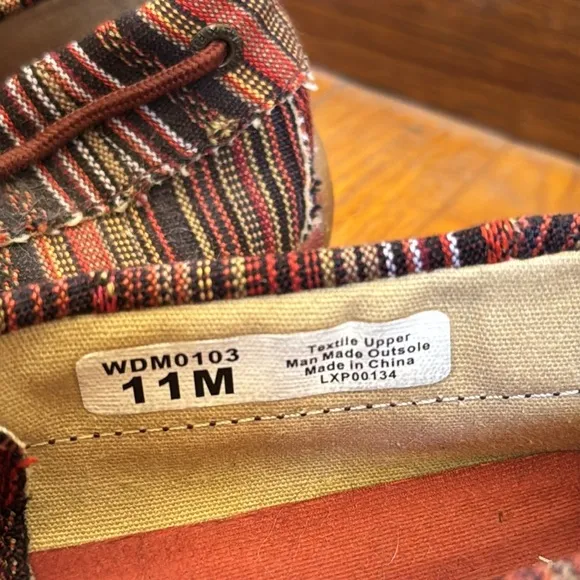 WDM0103
11M
Textile Upper
Man Made Outsole
Made in China
LXP00134